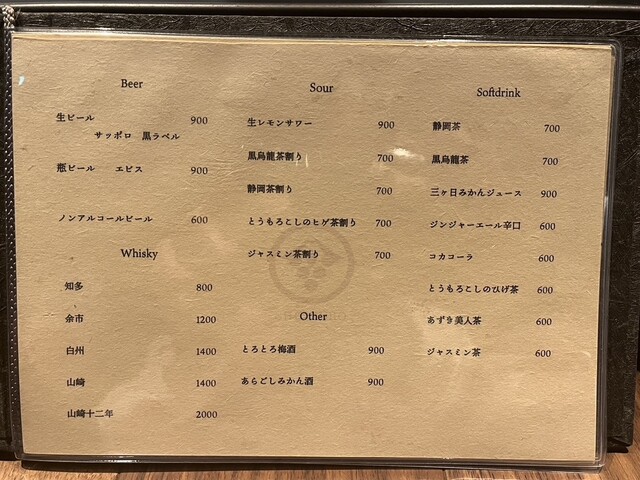 Beer
生ビール 900
サッポロ 黒ラベル
瓶ビール ヱビス 900
ノンアルコールビール 600
Whisky
知多 800
余市 1200
白州 1400
山崎 1400
山崎十二年 2000
Sour
生レモンサワー 900
黒烏龍茶割り 700
静岡茶割り 700
とうもろこしのヒゲ茶割り 700
ジャスミン茶割り 700
Other
とろとろ梅酒 900
あらごしみかん酒 900
Softdrink
静岡茶 700
黒烏龍茶 700
三ヶ日みかんジュース 900
ジンジャーエール辛口 600
コカコーラ 600
とうもろこしのひげ茶 600
あずき美人茶 600
ジャスミン茶 600